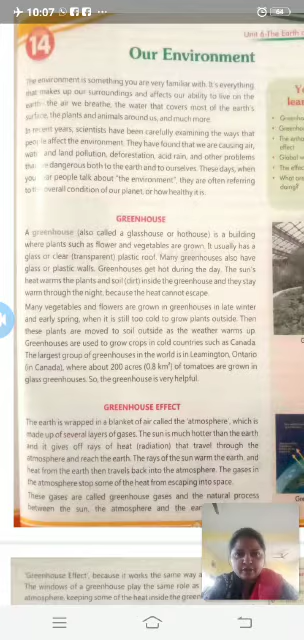 10:07
64
14
Unit 6 The Earth
Our Environment
The environment is something you are very familiar with. It's everything
that makes up our surroundings and affects our ability to live on the
earth- the air we breathe, the water that covers most of the earth's
surface, the plants and animals around us, and much more.
In recent years, scientists have been carefully examining the ways that
people affect the environment. They have found that we are causing air,
and land pollution, deforestation, acid rain, and other problems
that are dangerous both to the earth and to ourselves. These days, when
you people talk about "the environment", they are often referring
to the overall condition of our planet, or how healthy it is.
GREENHOUSE
A greenhouse (also called a glasshouse or hothouse) is a building
where plants such as flower and vegetables are grown. It usually has a
glass or clear (transparent) plastic roof. Many greenhouses also have
glass or plastic walls. Greenhouses get hot during the day. The sun's
heat warms the plants and soil (dirt) inside the greenhouse and they stay
warm through the night, because the heat cannot escape.
Many vegetables and flowers are grown in greenhouses in late winter
and early spring, when it is still too cold to grow plants outside. Then
these plants are moved to soil outside as the weather warms up.
Greenhouses are used to grow crops in cold countries such as Canada.
The largest group of greenhouses in the world is in Leamington, Ontario
(in Canada), where about 200 acres (0.8 km²) of tomatoes are grown in
glass greenhouses. So, the greenhouse is very helpful.
GREENHOUSE EFFECT
The earth is wrapped in a blanket of air called the 'atmosphere', which is
made up of several layers of gases. The sun is much hotter than the earth
and it gives off rays of heat (radiation) that travel through the
atmosphere and reach the earth. The rays of the sun warm the earth, and
heat from the earth then travels back into the atmosphere. The gases in
the atmosphere stop some of the heat from escaping into space.
These gases are called greenhouse gases and the natural process
between the sun, the atmosphere and the
'Greenhouse Effect', because it works the same way
The windows of a greenhouse play the same role as
atmosphere, keeping some of the heat inside the